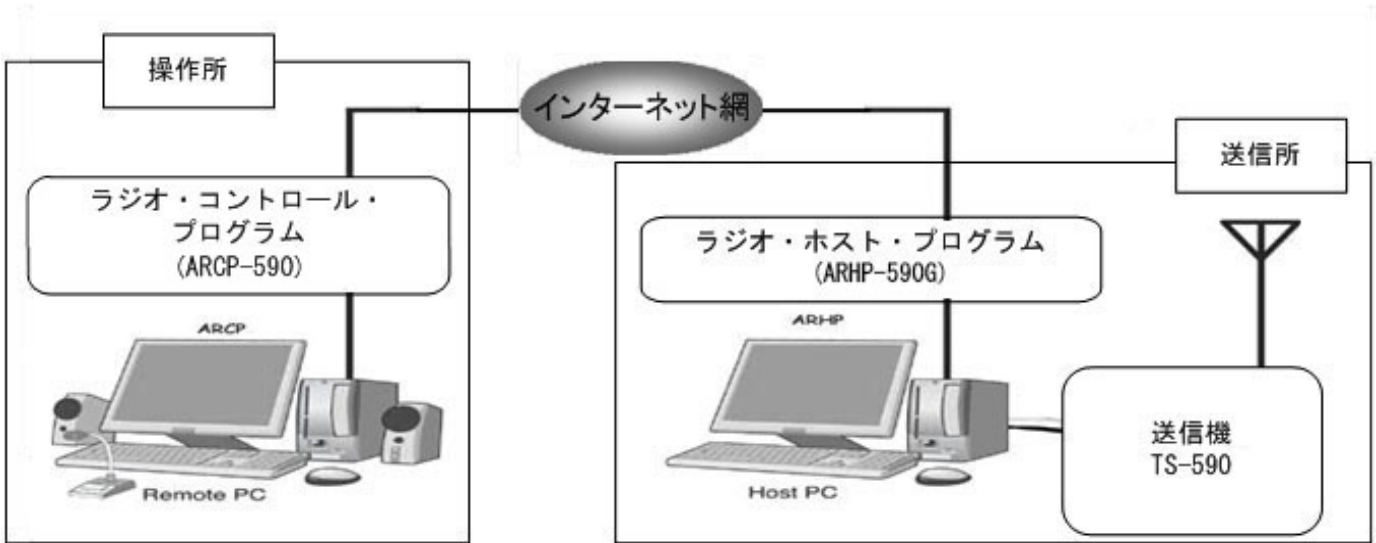 操作所
インターネット網
送信所
ラジオ・コントロール・
プログラム
(ARCP-590)
ラジオ・ホスト・プログラム
(ARHP-590G)
ARCP
ARHP
送信機
TS-590
Remote PC
Host PC